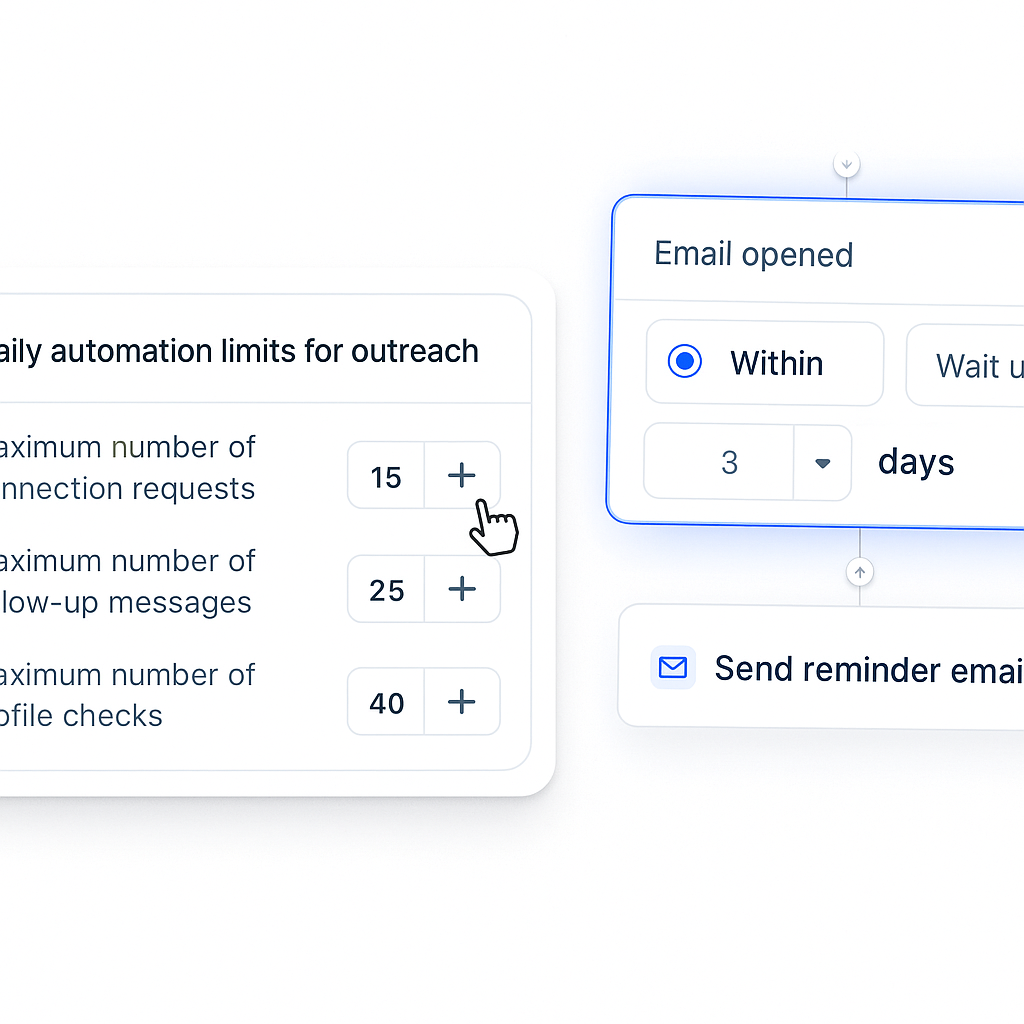 aily automation limits for outreach
aximum number of
nnection requests
15
aximum number of
low-up messages
25
aximum number of
ofile checks
40
Email opened
Within
Wait u
3
days
Send reminder emai